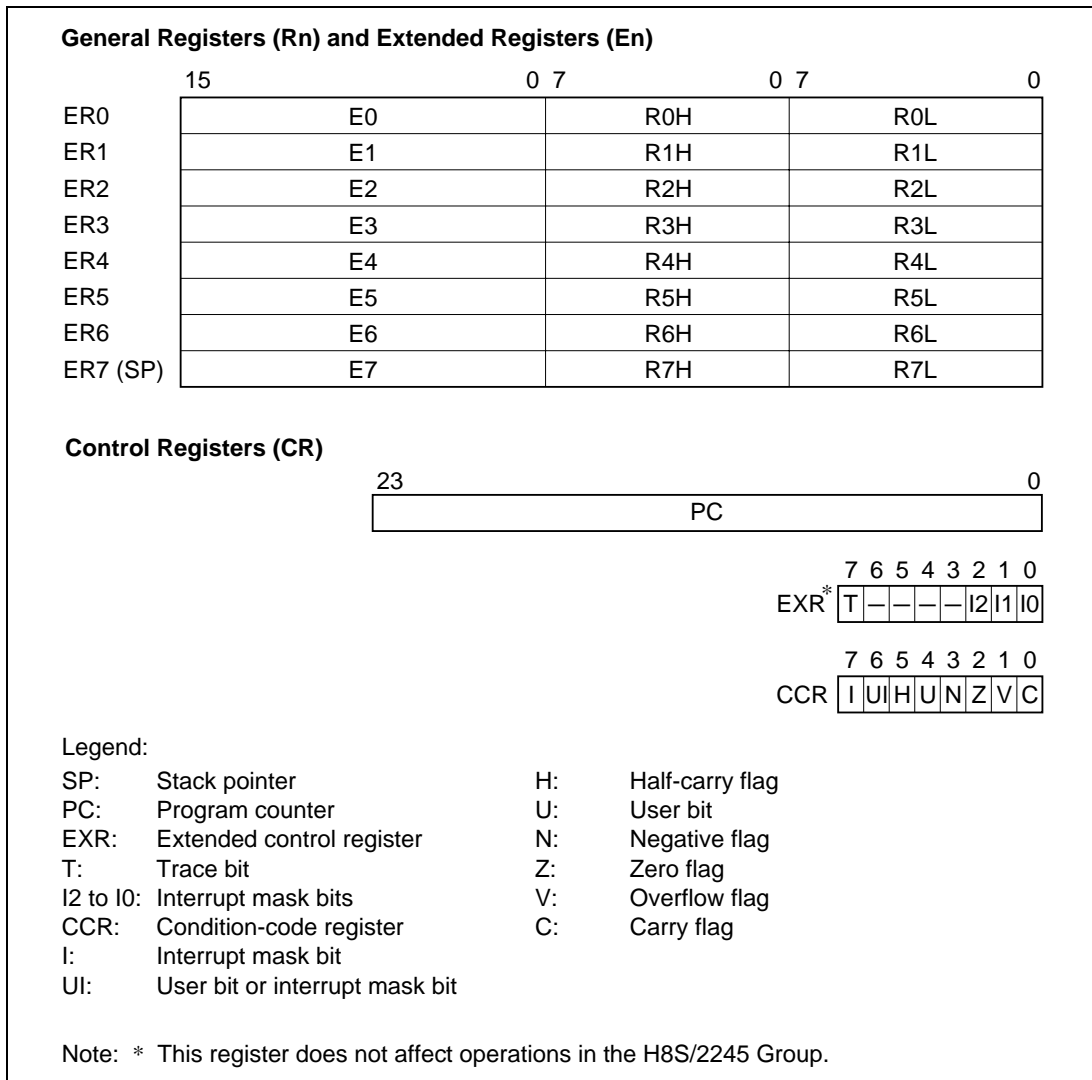 General Registers (Rn) and Extended Registers (En)
15 0 7 0 7 0
ER0 E0 R0H R0L
ER1 E1 R1H R1L
ER2 E2 R2H R2L
ER3 E3 R3H R3L
ER4 E4 R4H R4L
ER5 E5 R5H R5L
ER6 E6 R6H R6L
ER7 (SP) E7 R7H R7L
Control Registers (CR)
23 0
PC
7 6 5 4 3 2 1 0
EXR* T — — — — I2 I1 I0
7 6 5 4 3 2 1 0
CCR I UI H U N Z V C
Legend:
SP: Stack pointer H: Half-carry flag
PC: Program counter U: User bit
EXR: Extended control register N: Negative flag
T: Trace bit Z: Zero flag
I2 to I0: Interrupt mask bits V: Overflow flag
CCR: Condition-code register C: Carry flag
I: Interrupt mask bit
UI: User bit or interrupt mask bit
Note: * This register does not affect operations in the H8S/2245 Group.